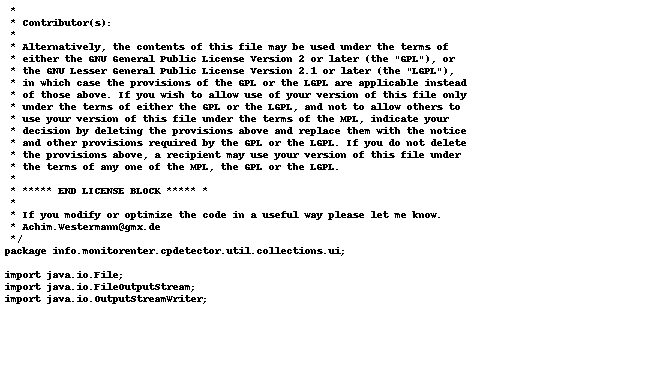 *
* Contributor(s):
*
* Alternatively, the contents of this file may be used under the terms of
* either the GNU General Public License Version 2 or later (the "GPL"), or
* the GNU Lesser General Public License Version 2.1 or later (the "LGPL"),
* in which case the provisions of the GPL or the LGPL are applicable instead
* of those above. If you wish to allow use of your version of this file only
* under the terms of either the GPL or the LGPL, and not to allow others to
* use your version of this file under the terms of the MPL, indicate your
* decision by deleting the provisions above and replace them with the notice
* and other provisions required by the GPL or the LGPL. If you do not delete
* the provisions above, a recipient may use your version of this file under
* the terms of any one of the MPL, the GPL or the LGPL.
*
* ***** END LICENSE BLOCK ***** *
*
* If you modify or optimize the code in a useful way please let me know.
* Achim.Westermann@gmx.de
*/
package info.monitorenter.cpdetector.util.collections.ui;

import java.io.File;
import java.io.FileOutputStream;
import java.io.OutputStreamWriter;